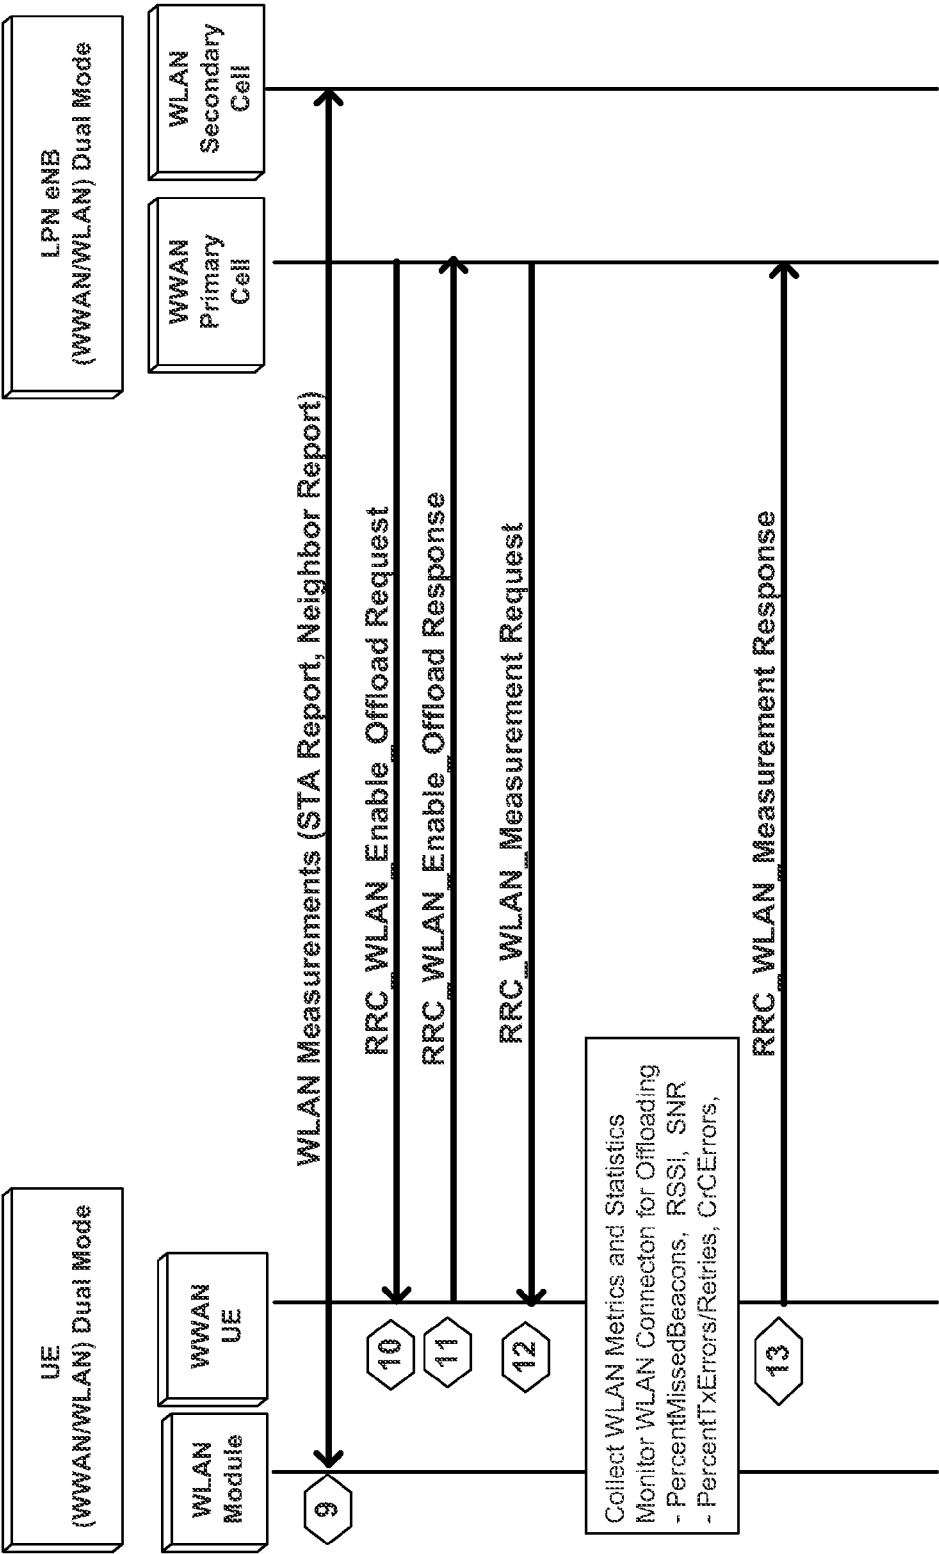 UE
(WWAN/WLAN) Dual Mode
LPN eNB
(WWAN/WLAN) Dual Mode
WLAN
Module
WWAN
UE
WWAN
Primary
Cell
WLAN
Secondary
Cell
9
WLAN Measurements (STA Report, Neighbor Report)
10
RRC_WLAN_Enable_Offload Request
11
RRC_WLAN_Enable_Offload Response
12
RRC_WLAN_Measurement Request
Collect WLAN Metrics and Statistics
Monitor WLAN Connecton for Offloading
- PercentMissedBeacons, RSSI, SNR
- PercentTxErrors/Retries, CrCErrors,
13
RRC_WLAN_Measurement Response